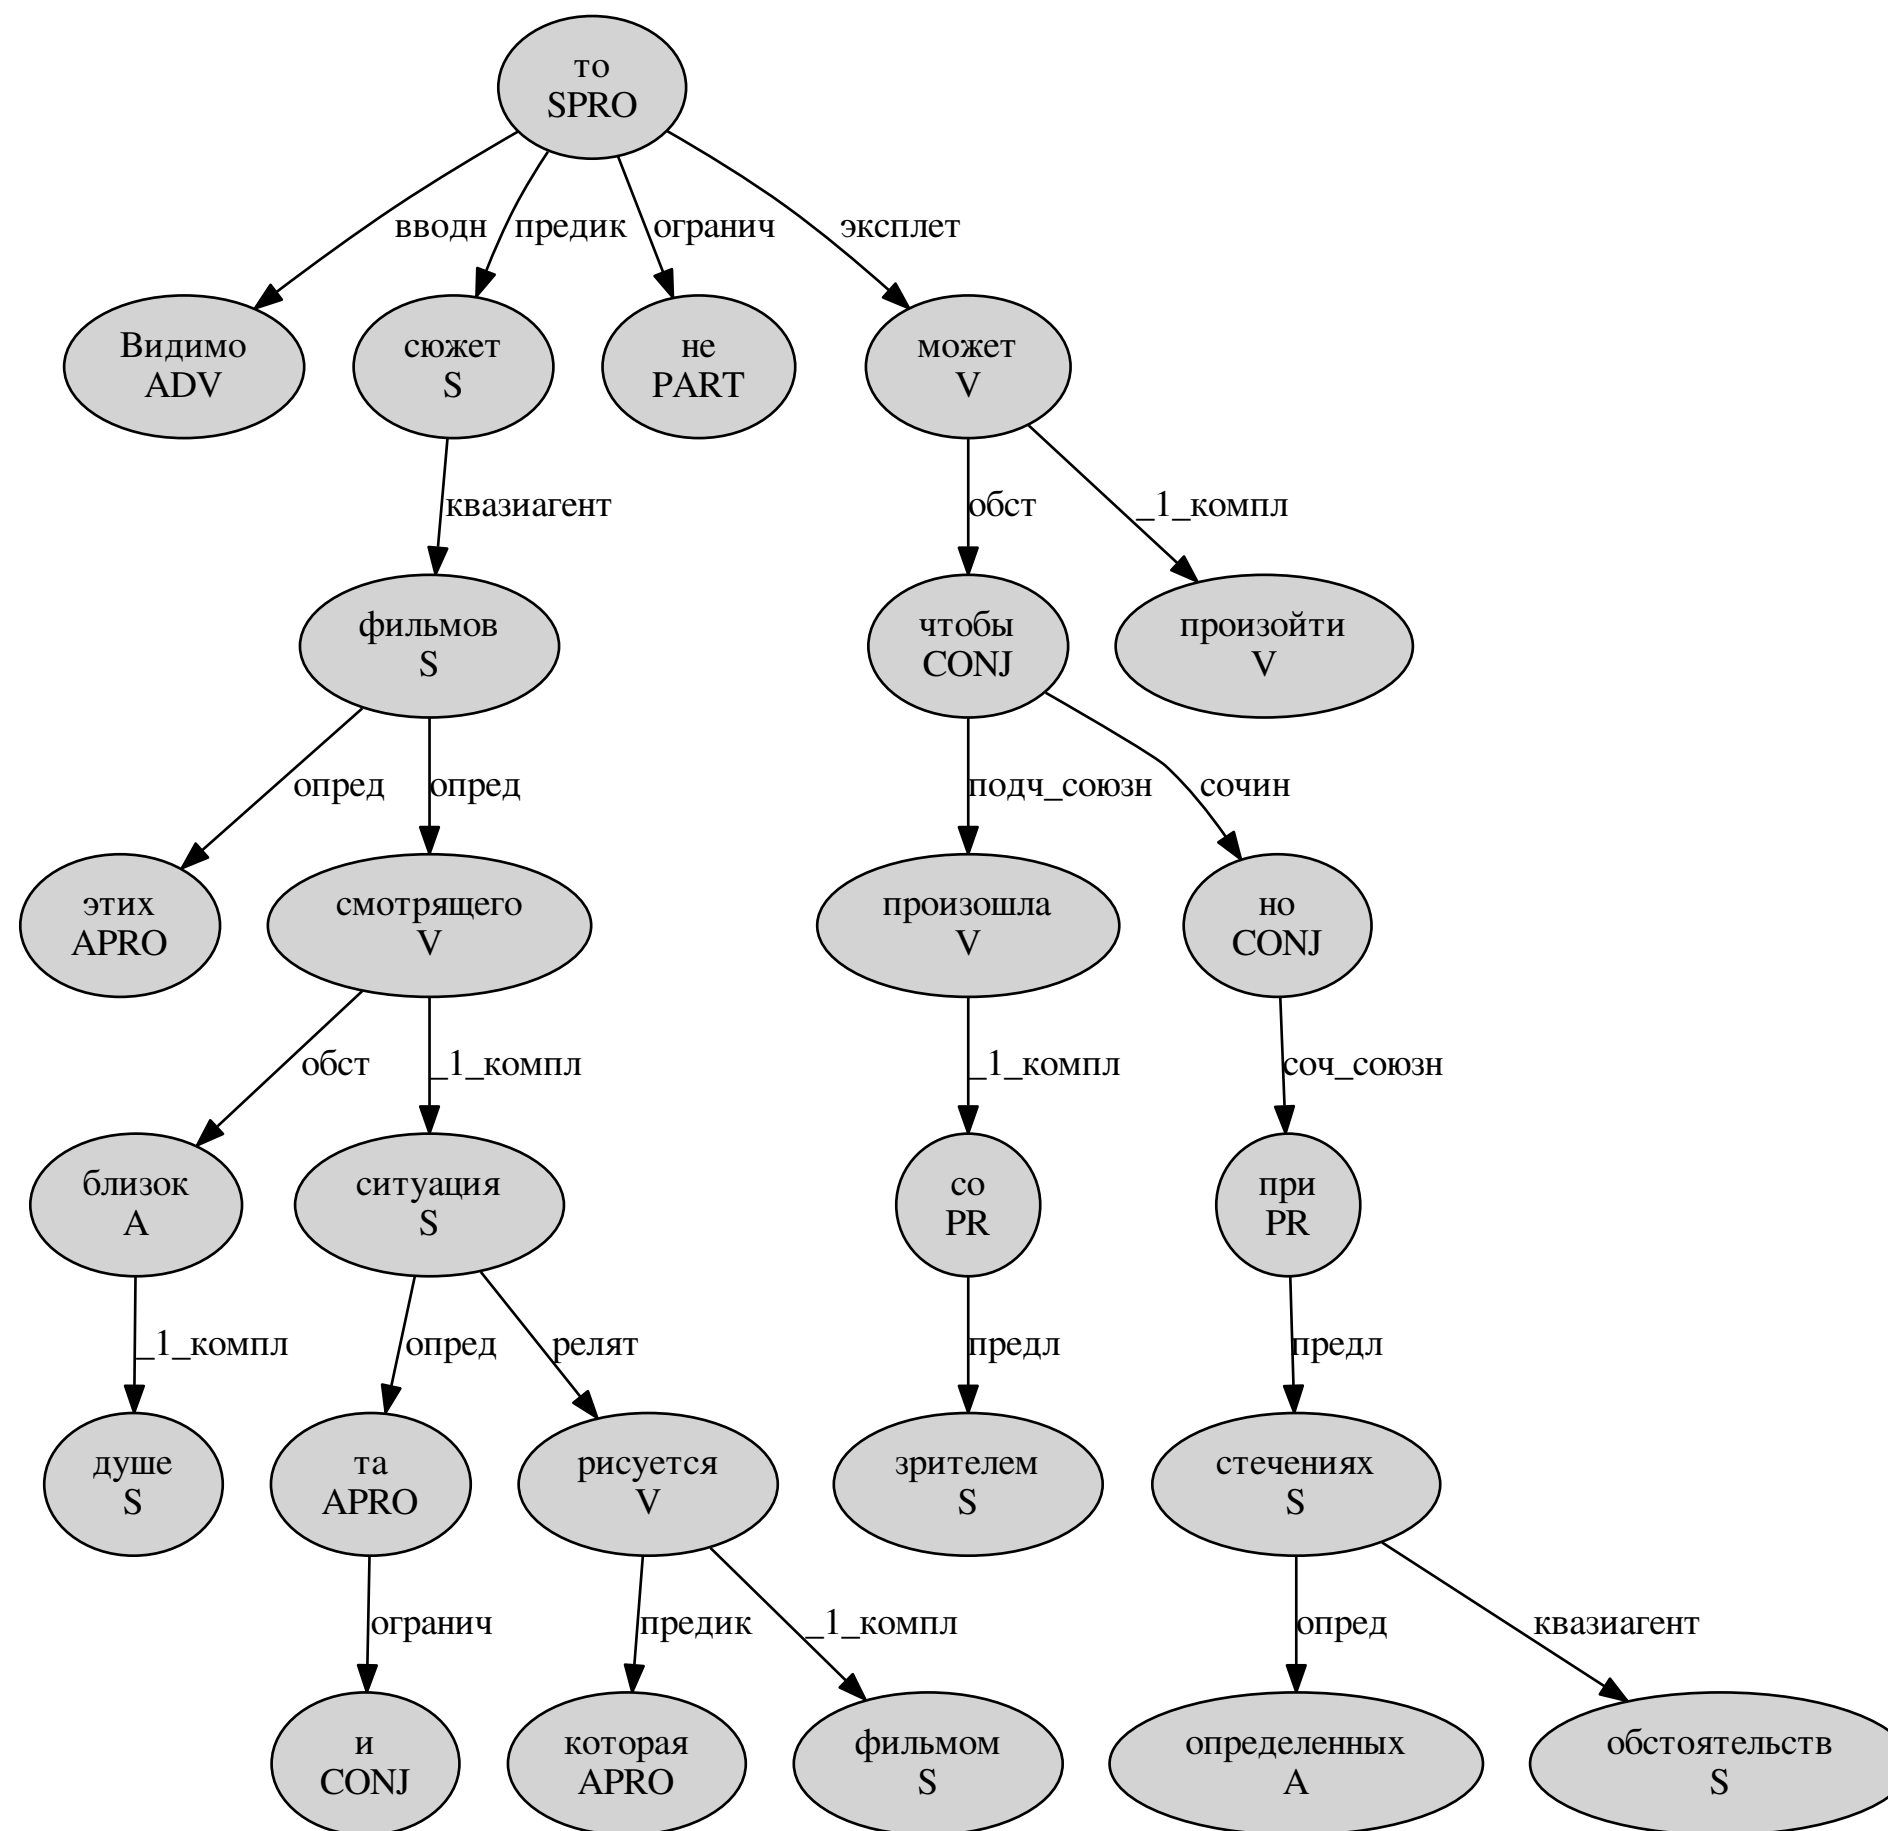 то
SPRO
вводн
предик
огранич
эксплет
Видимо
ADV
сюжет
S
не
PART
может
V
квазиагент
обст
_1_компл
фильмов
S
чтобы
CONJ
произойти
V
опред
опред
подч_союзн
сочин
этих
APRO
смотрящего
V
произошла
V
но
CONJ
обст
_1_компл
_1_компл
соч_союзн
близок
A
ситуация
S
со
PR
при
PR
_1_компл
опред
релят
предл
предл
душе
S
та
APRO
рисуется
V
зрителем
S
стечениях
S
огранич
предик
_1_компл
опред
квазиагент
и
CONJ
которая
APRO
фильмом
S
определенных
A
обстоятельств
S